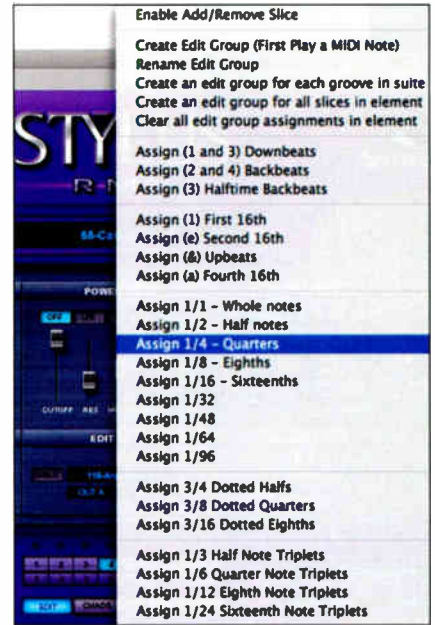 Enable Add/Remove Slice
Create Edit Group (First Play a MIDI Note)
Rename Edit Group
Create an edit group for each groove in suite
Create an edit group for all slices in element
Clear all edit group assignments in element
Assign (1 and 3) Downbeats
Assign (2 and 4) Backbeats
Assign (3) Halftime Backbeats
Assign (1) First 16th
Assign (e) Second 16th
Assign (&) Upbeats
Assign (a) Fourth 16th
Assign 1/1 - Whole notes
Assign 1/2 - Half notes
Assign 1/4 - Quarters
Assign 1/8 - Eighths
Assign 1/16 - Sixteenths
Assign 1/32
Assign 1/48
Assign 1/64
Assign 1/96
Assign 3/4 Dotted Halfs
Assign 3/8 Dotted Quarters
Assign 3/16 Dotted Eighths
Assign 1/3 Half Note Triplets
Assign 1/6 Quarter Note Triplets
Assign 1/12 Eighth Note Triplets
Assign 1/24 Sixteenth Note Triplets
STY
POWE
OFF
CUTOFF RES
EDIT
OUT A
EDIT CHAOS